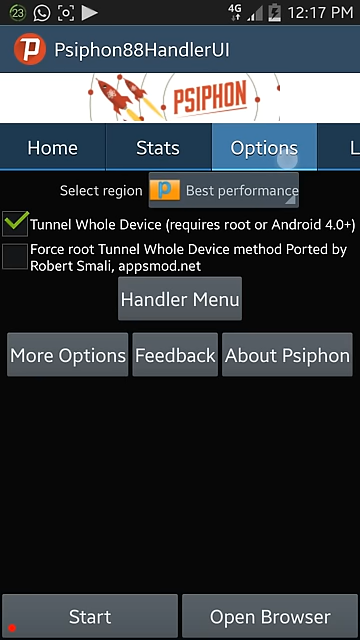 23 4G 12:17 PM
Psiphon88HandlerUI
PSIPHON
Home Stats Options L
Select region Best performance
Tunnel Whole Device (requires root or Android 4.0+)
Force root Tunnel Whole Device method Ported by
Robert Smali, appsmod.net
Handler Menu
More Options Feedback About Psiphon
Start Open Browser